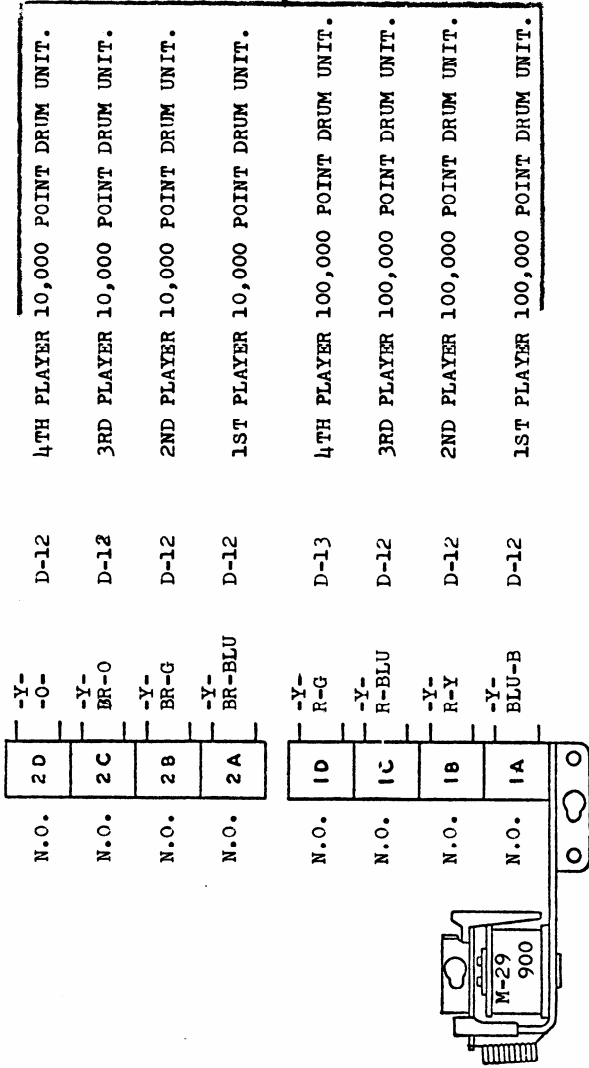 N.O. 2D -Y- -O- D-12 4TH PLAYER 10,000 POINT DRUM UNIT.
N.O. 2C -Y- BR-O D-12 3RD PLAYER 10,000 POINT DRUM UNIT.
N.O. 2B -Y- BR-G D-12 2ND PLAYER 10,000 POINT DRUM UNIT.
N.O. 2A -Y- BR-BLU D-12 1ST PLAYER 10,000 POINT DRUM UNIT.
N.O. 1D -Y- R-G D-13 4TH PLAYER 100,000 POINT DRUM UNIT.
N.O. 1C -Y- R-BLU D-12 3RD PLAYER 100,000 POINT DRUM UNIT.
N.O. 1B -Y- R-Y D-12 2ND PLAYER 100,000 POINT DRUM UNIT.
N.O. 1A -Y- BLU-B D-12 1ST PLAYER 100,000 POINT DRUM UNIT.
M-29
900